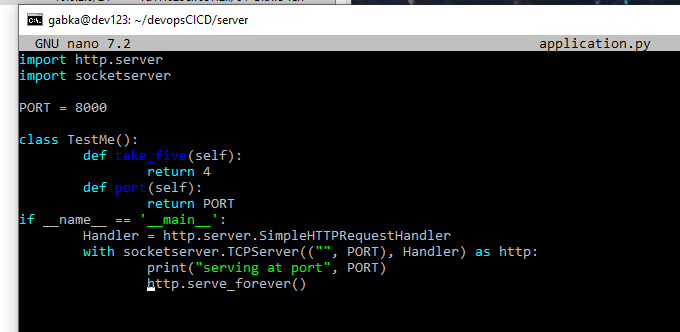 gabka@dev123: ~/devopsCICD/server
GNU nano 7.2 application.py
import http.server
import socketserver
PORT = 8000
class TestMe():
        def take_five(self):
                return 4
        def port(self):
                return PORT
if __name__ == '__main__':
        Handler = http.server.SimpleHTTPRequestHandler
        with socketserver.TCPServer(("", PORT), Handler) as http:
                print("serving at port", PORT)
                http.serve_forever()